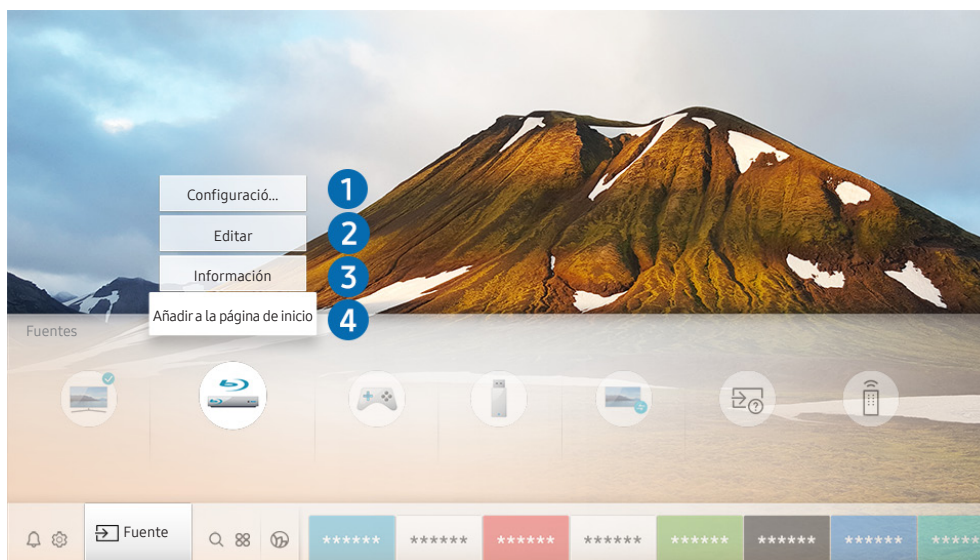 Configuració...
1
Editar
2
Información
3
Añadir a la página de inicio
4
Fuentes
?
Fuente
****** ****** ****** ****** ****** ****** ****** *****